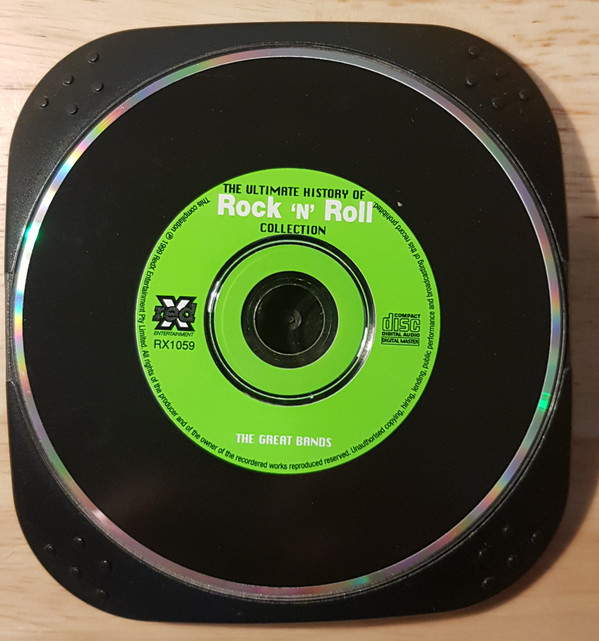 THE ULTIMATE HISTORY OF
Rock 'N' Roll
COLLECTION
red X
ENTERTAINMENT
RX1059
COMPACT
disc
DIGITAL AUDIO
DIGITAL MASTER
THE GREAT BANDS
This compilation ℗ 1999 RedX Entertainment Pty Limited. All rights of the producer and of the owner of the recordered works reproduced reserved. Unauthorised copying, hiring, lending, public performance and broadcasting of this record prohibited